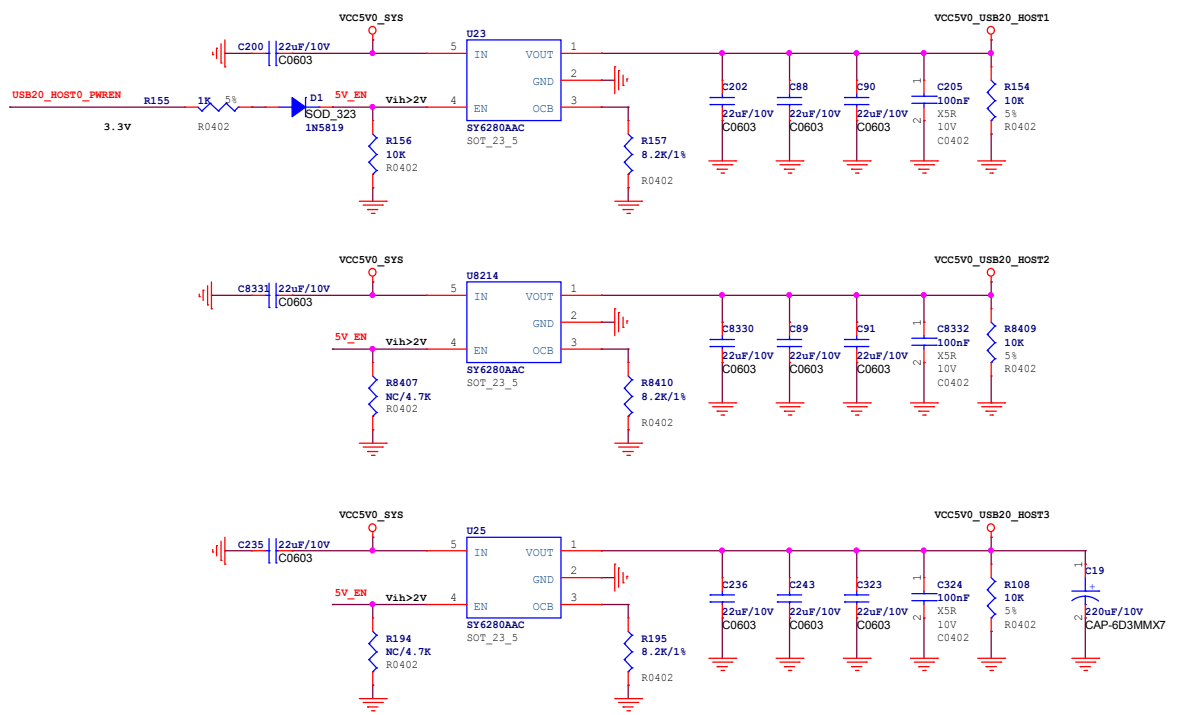 VCC5V0_SYS
VCC5V0_USB20_HOST1
U23
C200
22uF/10V
C0603
5
IN
VOUT
1
GND
2
USB20_HOST0_PWREN
R155
1K
5%
R0402
3.3V
D1
SOD_323
1N5819
5V_EN
Vih>2V
4
EN
OCB
3
SY6280AAC
SOT_23_5
R156
10K
R0402
R157
8.2K/1%
R0402
C202
22uF/10V
C0603
C88
22uF/10V
C0603
C90
22uF/10V
C0603
1
2
C205
100nF
X5R
10V
C0402
R154
10K
5%
R0402
VCC5V0_SYS
VCC5V0_USB20_HOST2
U8214
C8331
22uF/10V
C0603
5
IN
VOUT
1
GND
2
5V_EN
Vih>2V
4
EN
OCB
3
SY6280AAC
SOT_23_5
R8407
NC/4.7K
R0402
R8410
8.2K/1%
R0402
C8330
22uF/10V
C0603
C89
22uF/10V
C0603
C91
22uF/10V
C0603
1
2
C8332
100nF
X5R
10V
C0402
R8409
10K
5%
R0402
VCC5V0_SYS
VCC5V0_USB20_HOST3
U25
C235
22uF/10V
C0603
5
IN
VOUT
1
GND
2
5V_EN
Vih>2V
4
EN
OCB
3
SY6280AAC
SOT_23_5
R194
NC/4.7K
R0402
R195
8.2K/1%
R0402
C236
22uF/10V
C0603
C243
22uF/10V
C0603
C323
22uF/10V
C0603
1
2
C324
100nF
X5R
10V
C0402
R108
10K
5%
R0402
1
2
C19
+
220uF/10V
CAP-6D3MMX7